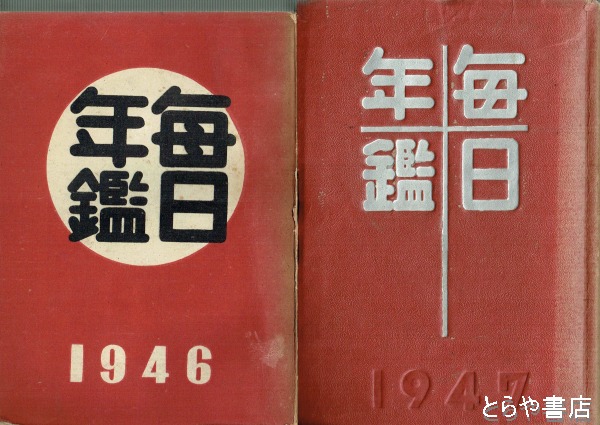 毎日
年鑑
1946
毎日
年鑑
1947
とらや書店